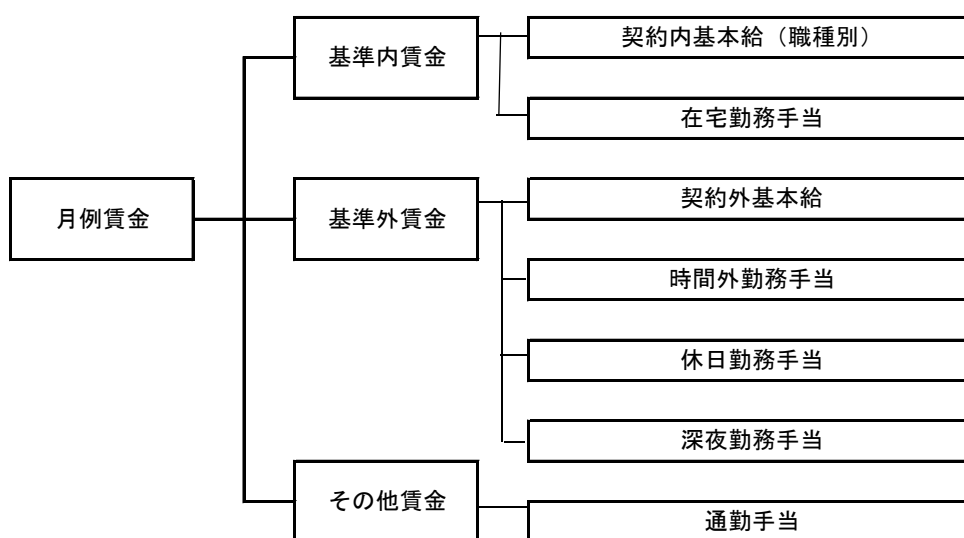 月例賃金
基準内賃金
契約内基本給（職種別）
在宅勤務手当
基準外賃金
契約外基本給
時間外勤務手当
休日勤務手当
深夜勤務手当
その他賃金
通勤手当